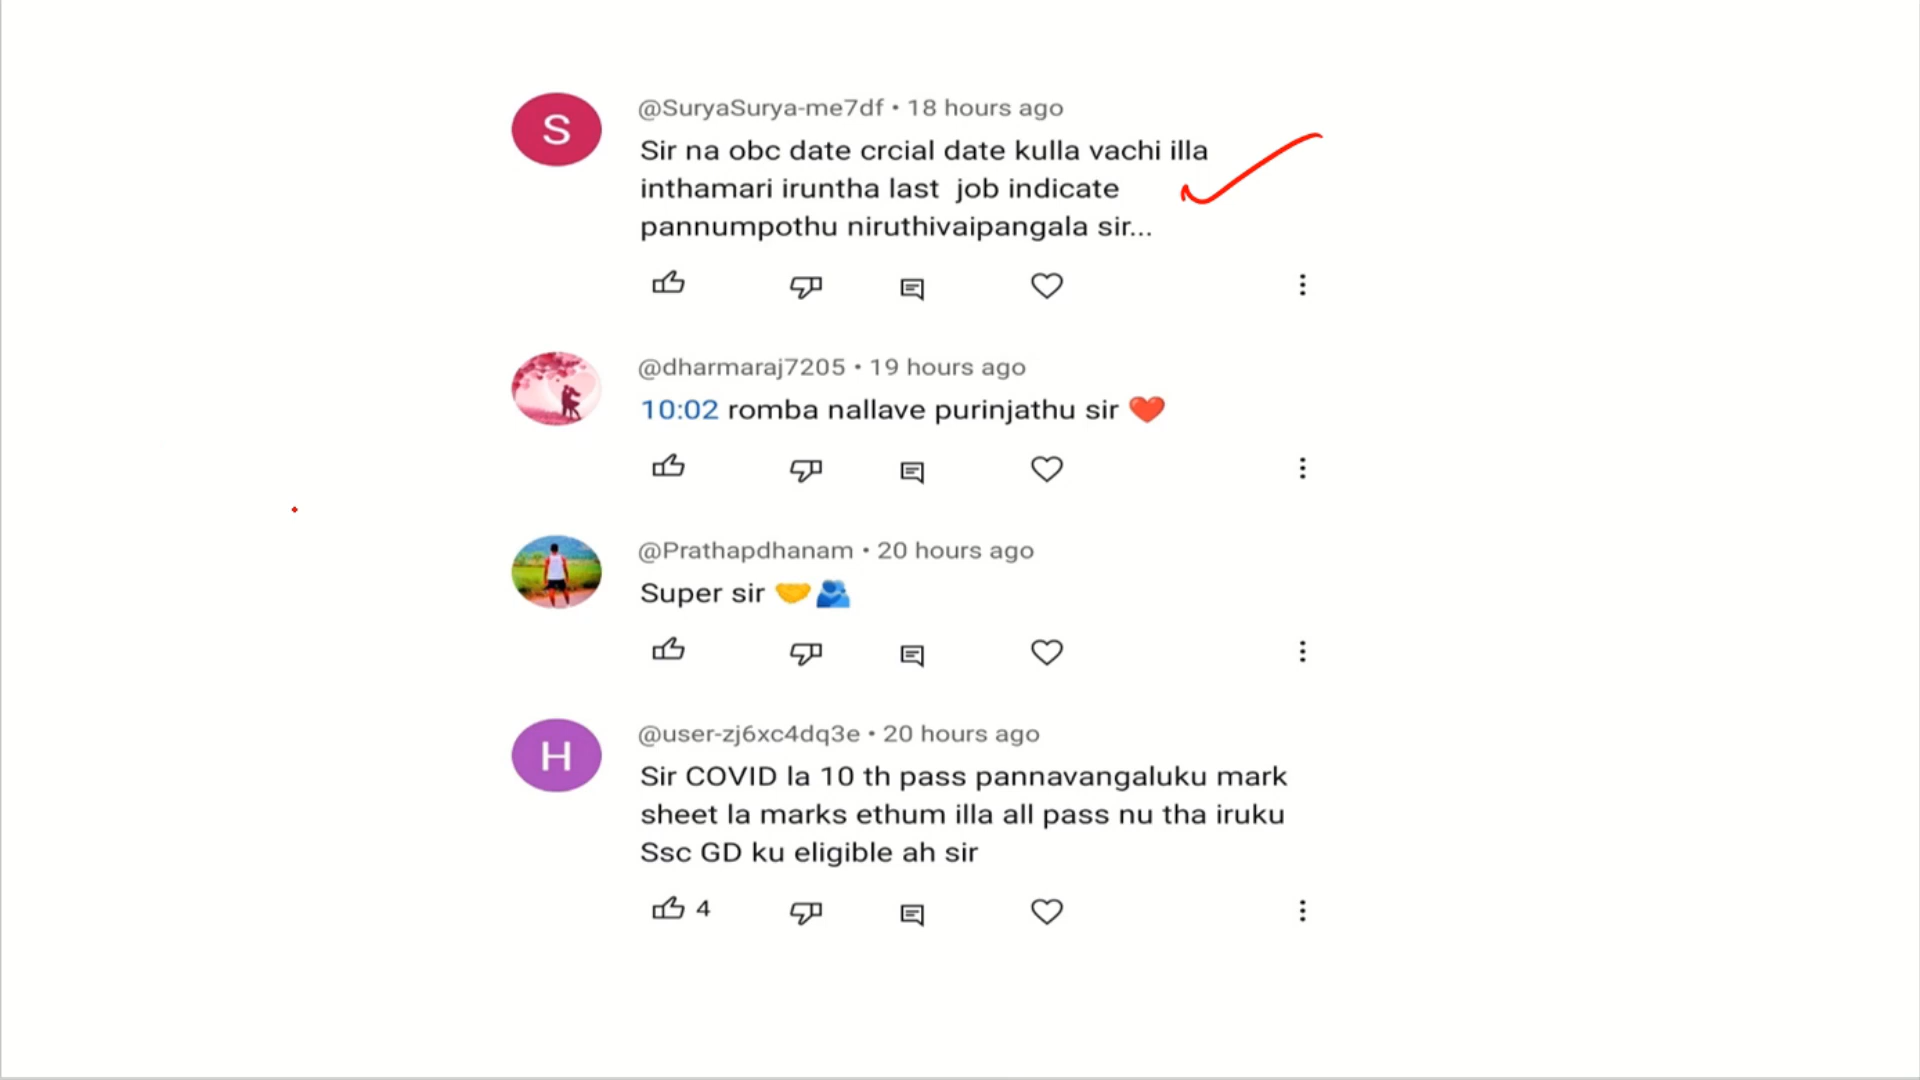 S
@SuryaSurya-me7df • 18 hours ago
Sir na obc date crcial date kulla vachi illa
inthamari iruntha last job indicate
pannumpothu niruthivaipangala sir...
@dharmaraj7205 • 19 hours ago
10:02 romba nallave purinjathu sir ❤️
@Prathapdhanam • 20 hours ago
Super sir 🤝🫂
H
@user-zj6xc4dq3e • 20 hours ago
Sir COVID la 10 th pass pannavangaluku mark
sheet la marks ethum illa all pass nu tha iruku
Ssc GD ku eligible ah sir
4